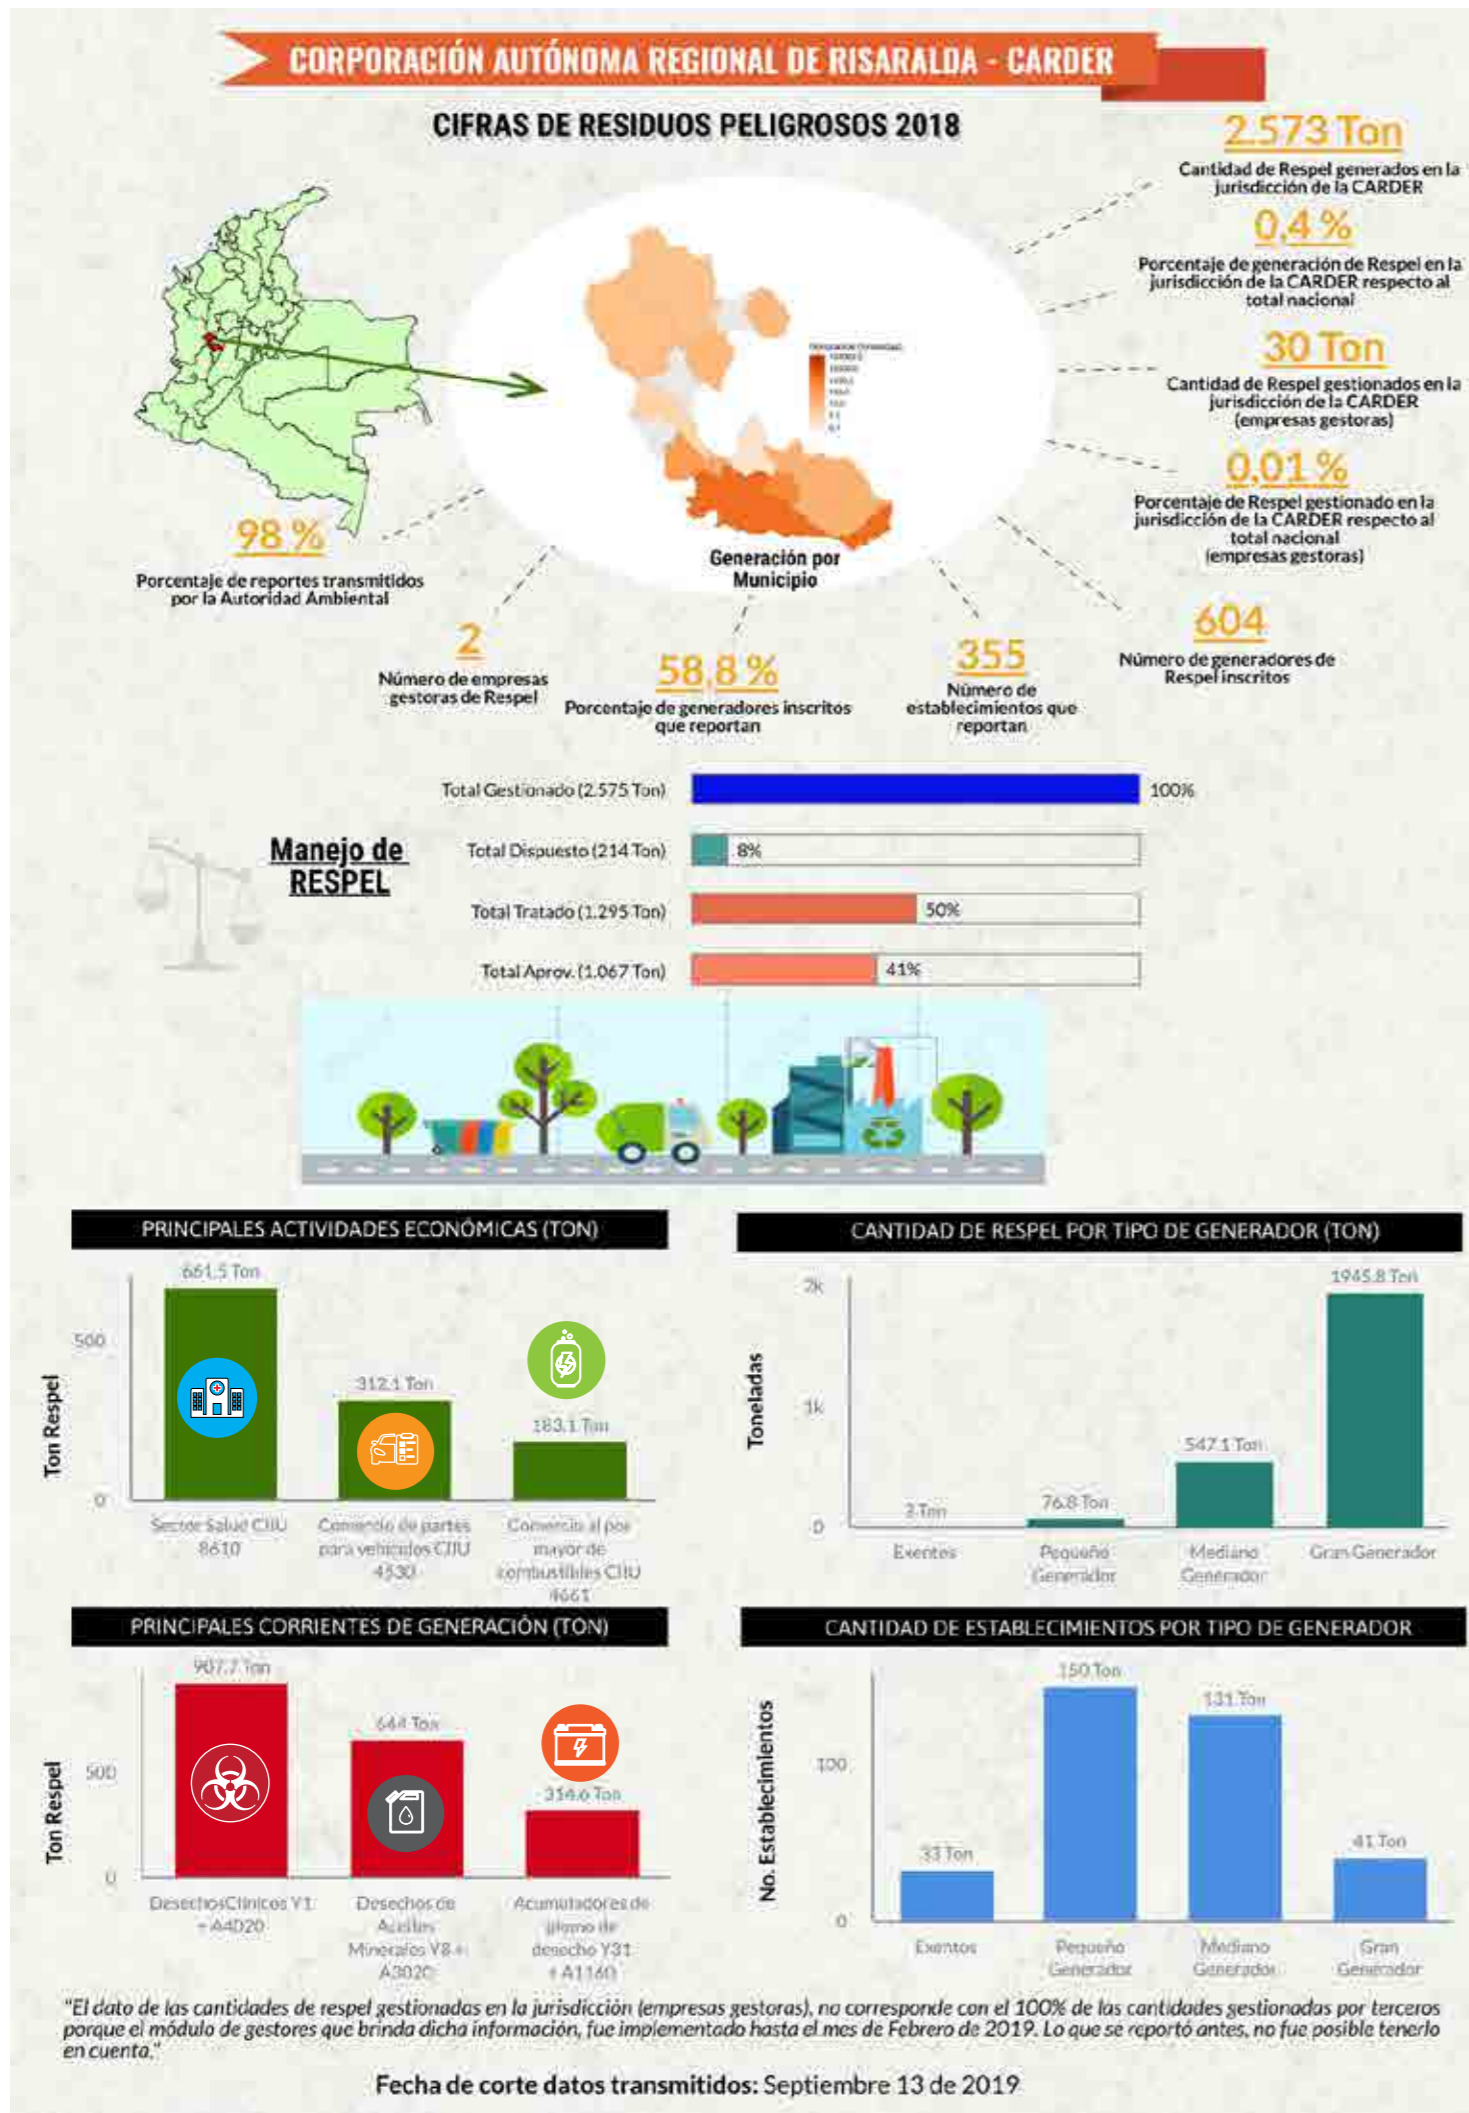 CORPORACIÓN AUTÓNOMA REGIONAL DE RISARALDA - CARDER
CIFRAS DE RESIDUOS PELIGROSOS 2018
2.573 Ton
Cantidad de Respel generados en la
jurisdicción de la CARDER
0,4 %
Porcentaje de generación de Respel en la
jurisdicción de la CARDER respecto al
total nacional
30 Ton
Cantidad de Respel gestionados en la
jurisdicción de la CARDER
(empresas gestoras)
0,01 %
Porcentaje de Respel gestionado en la
jurisdicción de la CARDER respecto al
total nacional
(empresas gestoras)
Generación por
Municipio
98 %
Porcentaje de reportes transmitidos
por la Autoridad Ambiental
2
Número de empresas
gestoras de Respel
58,8 %
Porcentaje de generadores inscritos
que reportan
355
Número de
establecimientos que
reportan
604
Número de generadores de
Respel inscritos
Manejo de
RESPEL
Total Gestionado (2.575 Ton)
100%
Total Dispuesto (214 Ton)
8%
Total Tratado (1.295 Ton)
50%
Total Aprov. (1.067 Ton)
41%
PRINCIPALES ACTIVIDADES ECONÓMICAS (TON)
661.5 Ton
500
312.1 Ton
183.1 Ton
Ton Respel
0
Sector Salud CIIU
8610
Comercio de partes
para vehículos CIIU
4530
Comercio al por
mayor de
combustibles CIIU
4661
CANTIDAD DE RESPEL POR TIPO DE GENERADOR (TON)
1945.8 Ton
2k
1k
Toneladas
547.1 Ton
76.8 Ton
3 Ton
0
Exentos
Pequeño
Generador
Mediano
Generador
Gran Generador
PRINCIPALES CORRIENTES DE GENERACIÓN (TON)
907.7 Ton
644 Ton
500
314.6 Ton
Ton Respel
0
Desechos Clínicos Y1
+ A4020
Desechos de
Aceites
Minerales Y8 +
A3020
Acumuladores de
plomo de
desecho Y31
+ A1160
CANTIDAD DE ESTABLECIMIENTOS POR TIPO DE GENERADOR
150 Ton
131 Ton
100
No. Establecimientos
33 Ton
41 Ton
0
Exentos
Pequeño
Generador
Mediano
Generador
Gran
Generador
"El dato de las cantidades de respel gestionadas en la jurisdicción (empresas gestoras), no corresponde con el 100% de las cantidades gestionadas por terceros
porque el módulo de gestores que brinda dicha información, fue implementado hasta el mes de Febrero de 2019. Lo que se reportó antes, no fue posible tenerlo
en cuenta."
Fecha de corte datos transmitidos: Septiembre 13 de 2019